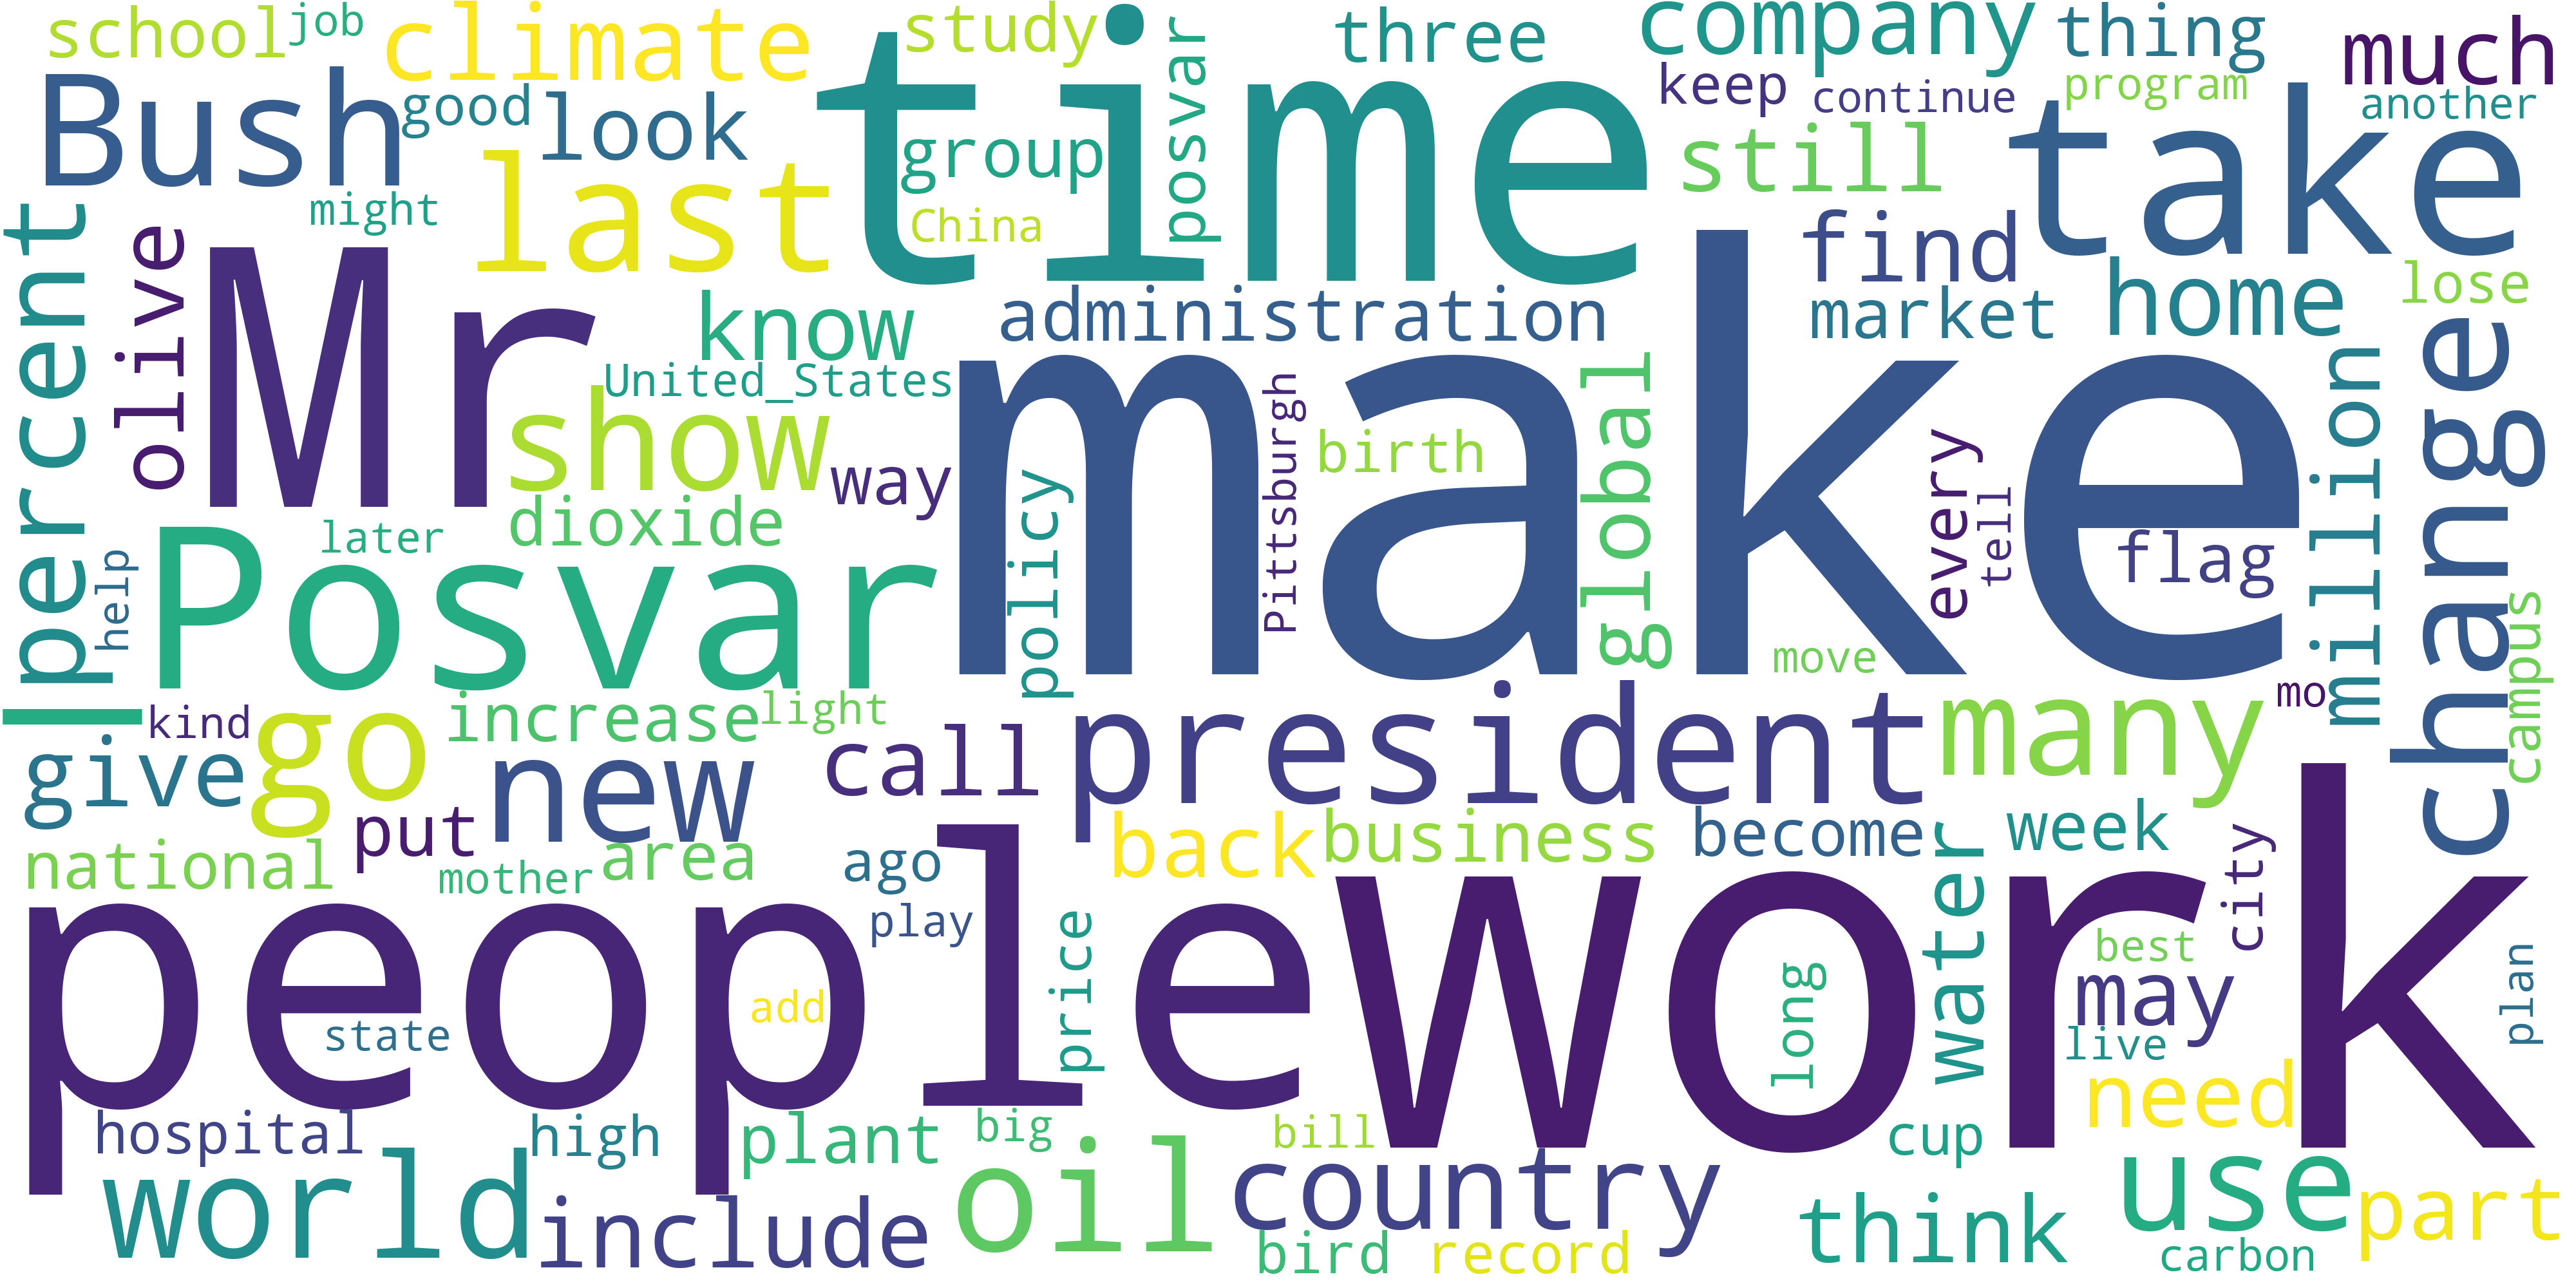 school
job
climate
study
posvar
three
company
thing
much
Bush
good
look
time
group
keep
continue
program
another
take
might
last
China
still
find
percent
olive
Mr
know
administration
market
home
lose
United_States
show
way
make
Pittsburgh
birth
global
every
tell
flag
million
change
dioxide
later
help
Posvar
policy
move
campus
l
kind
go
increase
light
president
many
mo
give
new
call
put
national
mother
area
ago
back
business
become
week
water
city
people
play
price
work
long
best
may
live
plan
state
add
hospital
high
plant
big
bill
cup
need
world
include
oil
country
bird
record
think
use
part
carbon